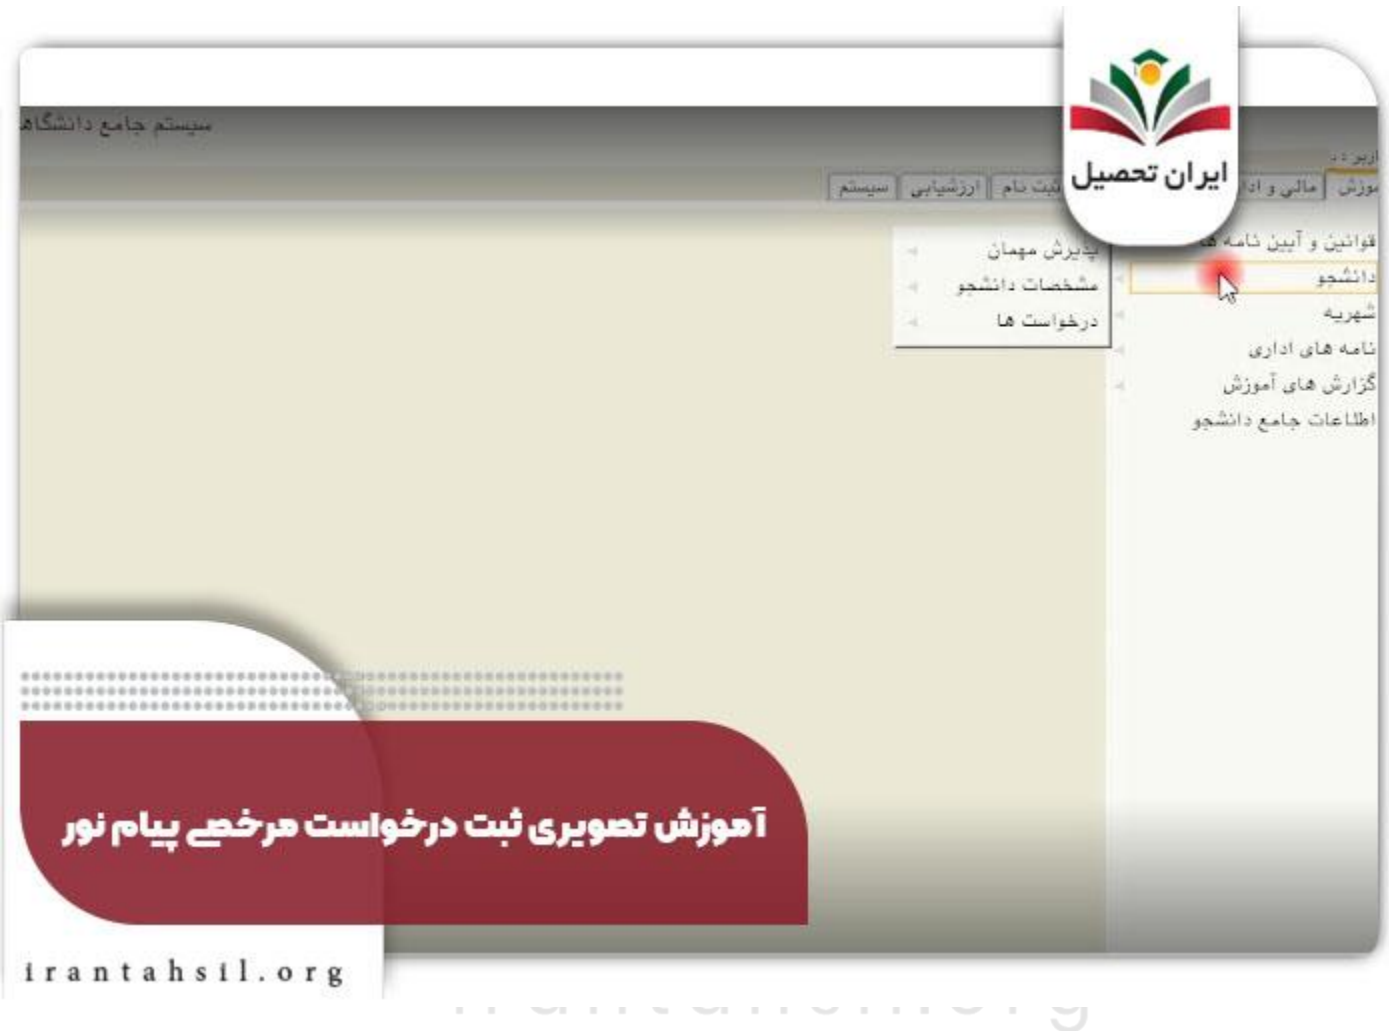 ایران تحصیل
سیستم جامع دانشگاه
مالی و
ثبت نام
ارزشیابی
سیستم
قوانین و آیین نامه ها
دانشجو
شهریه
نامه های اداری
گزارش های آموزش
اطلاعات جامع دانشجو
پذیرش مهمان
مشخصات دانشجو
درخواست ها
آموزش تصویری ثبت درخواست مرخصی پیام نور
irantahsil.org